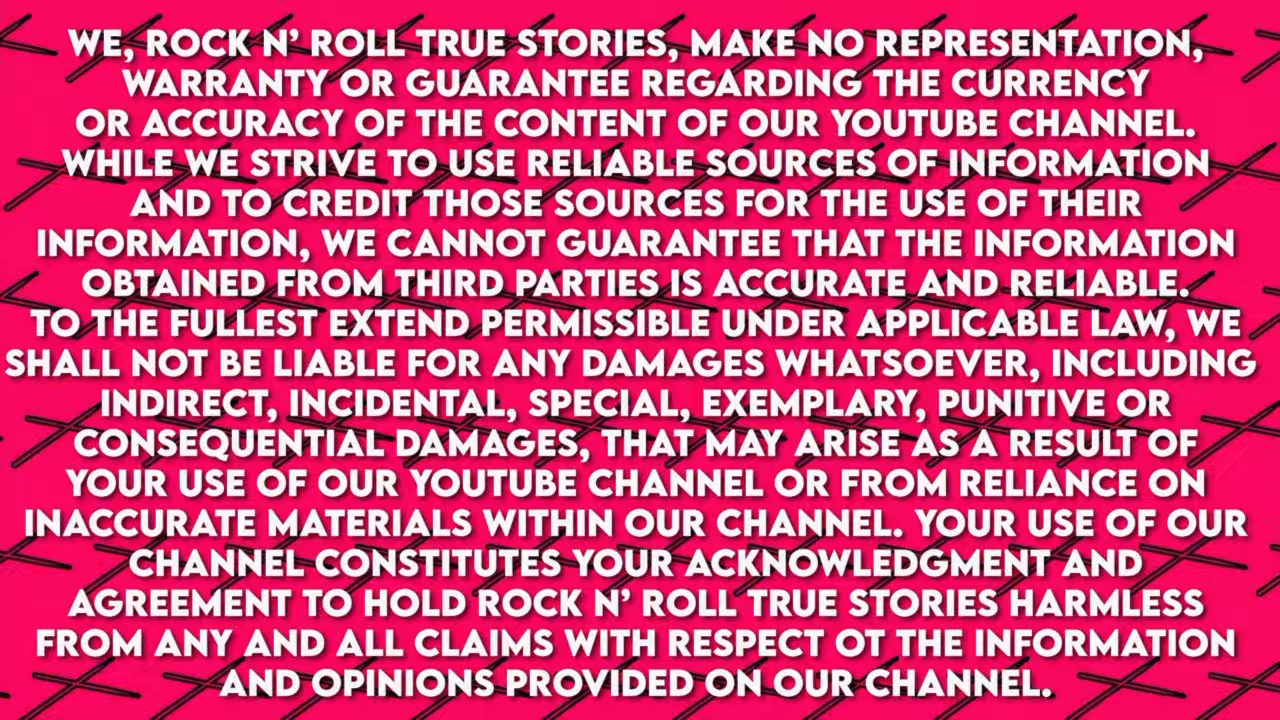 WE, ROCK N' ROLL TRUE STORIES, MAKE NO REPRESENTATION,
WARRANTY OR GUARANTEE REGARDING THE CURRENCY
OR ACCURACY OF THE CONTENT OF OUR YOUTUBE CHANNEL.
WHILE WE STRIVE TO USE RELIABLE SOURCES OF INFORMATION
AND TO CREDIT THOSE SOURCES FOR THE USE OF THEIR
INFORMATION, WE CANNOT GUARANTEE THAT THE INFORMATION
OBTAINED FROM THIRD PARTIES IS ACCURATE AND RELIABLE.
TO THE FULLEST EXTEND PERMISSIBLE UNDER APPLICABLE LAW, WE
SHALL NOT BE LIABLE FOR ANY DAMAGES WHATSOEVER, INCLUDING
INDIRECT, INCIDENTAL, SPECIAL, EXEMPLARY, PUNITIVE OR
CONSEQUENTIAL DAMAGES, THAT MAY ARISE AS A RESULT OF
YOUR USE OF OUR YOUTUBE CHANNEL OR FROM RELIANCE ON
INACCURATE MATERIALS WITHIN OUR CHANNEL. YOUR USE OF OUR
CHANNEL CONSTITUTES YOUR ACKNOWLEDGMENT AND
AGREEMENT TO HOLD ROCK N' ROLL TRUE STORIES HARMLESS
FROM ANY AND ALL CLAIMS WITH RESPECT OT THE INFORMATION
AND OPINIONS PROVIDED ON OUR CHANNEL.